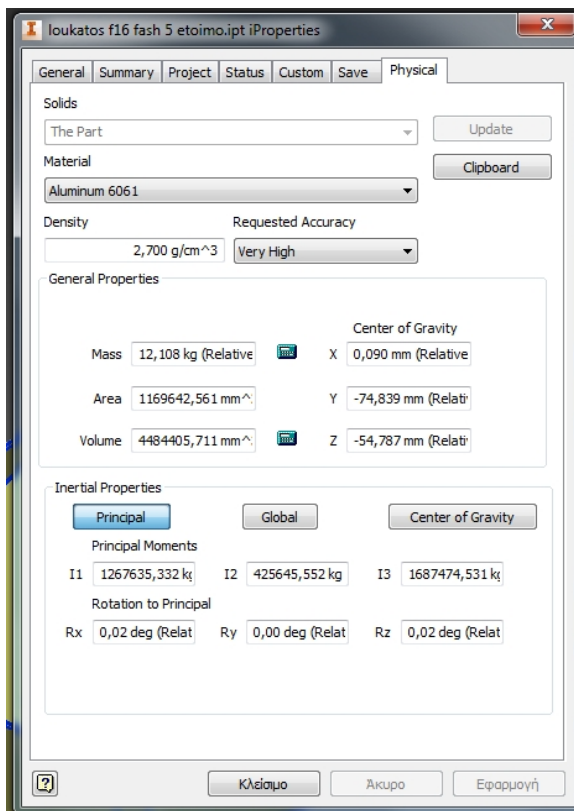 loukatos f16 fash 5 etoimo.ipt iProperties
General Summary Project Status Custom Save Physical
Solids
The Part Update
Material Clipboard
Aluminum 6061
Density Requested Accuracy
2,700 g/cm^3 Very High
General Properties
Center of Gravity
Mass 12,108 kg (Relative X 0,090 mm (Relative
Area 1169642,561 mm^ Y -74,839 mm (Relati
Volume 4484405,711 mm^ Z -54,787 mm (Relati
Inertial Properties
Principal Global Center of Gravity
Principal Moments
I1 1267635,332 kg I2 425645,552 kg I3 1687474,531 kg
Rotation to Principal
Rx 0,02 deg (Relat Ry 0,00 deg (Relat Rz 0,02 deg (Relat
? Κλείσιμο Άκυρο Εφαρμογή